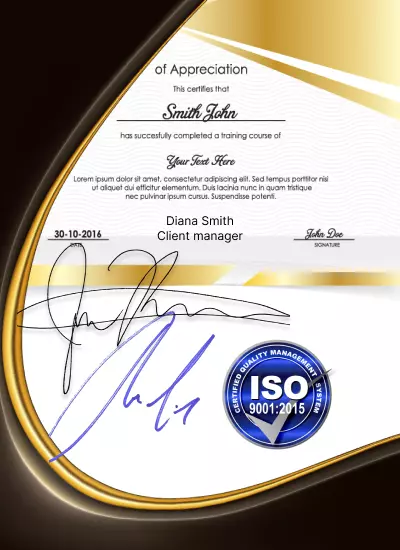 of Appreciation
This certifies that
Smith John
has succesfully completed a training course of
Your Text Here
Lorem ipsum dolor sit amet, consectetur adipiscing elit. Sed tempus porttitor nisi
ut aliquet dui efficitur elementum. Duis lacinia nunc in quam tristique
nec pulvinar ipsum cursus. Suspendisse potenti.
Diana Smith
Client manager
30-10-2016
DATE
John Doe
SIGNATURE
CERTIFIED QUALITY MANAGEMENT SYSTEM
ISO
9001:2015